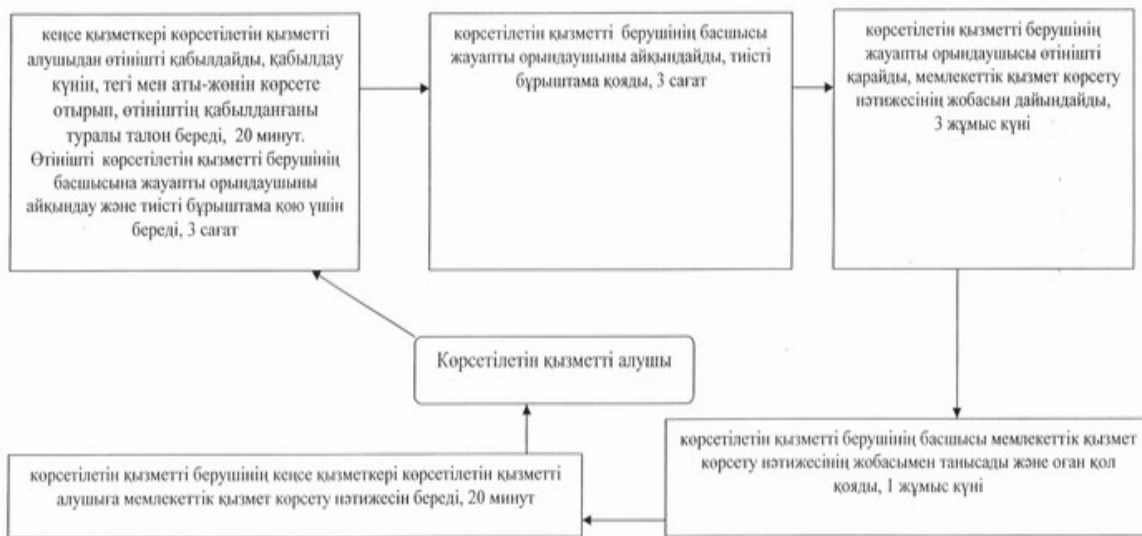 кеңсе қызметкері көрсетілетін қызметті
алушыдан өтінішті қабылдайды, қабылдау
күнін, тегі мен аты-жөнін көрсете
отырып, өтініштің қабылданғаны
туралы талон береді, 20 минут.
Өтінішті көрсетілетін қызметті берушінің
басшысына жауапты орындаушыны
айқындау және тиісті бұрыштама қою үшін
береді, 3 сағат
көрсетілетін қызметті берушінің басшысы
жауапты орындаушыны айқындайды, тиісті
бұрыштама қояды, 3 сағат
көрсетілетін қызметті берушінің
жауапты орындаушысы өтінішті
қарайды, мемлекеттік қызмет көрсету
нәтижесінің жобасын дайындайды,
3 жұмыс күні
Көрсетілетін қызметті алушы
көрсетілетін қызметті берушінің басшысы мемлекеттік қызмет
көрсету нәтижесінің жобасымен танысады және оған қол
қояды, 1 жұмыс күні
көрсетілетін қызметті берушінің кеңсе қызметкері көрсетілетін қызметті
алушыға мемлекеттік қызмет көрсету нәтижесін береді, 20 минут